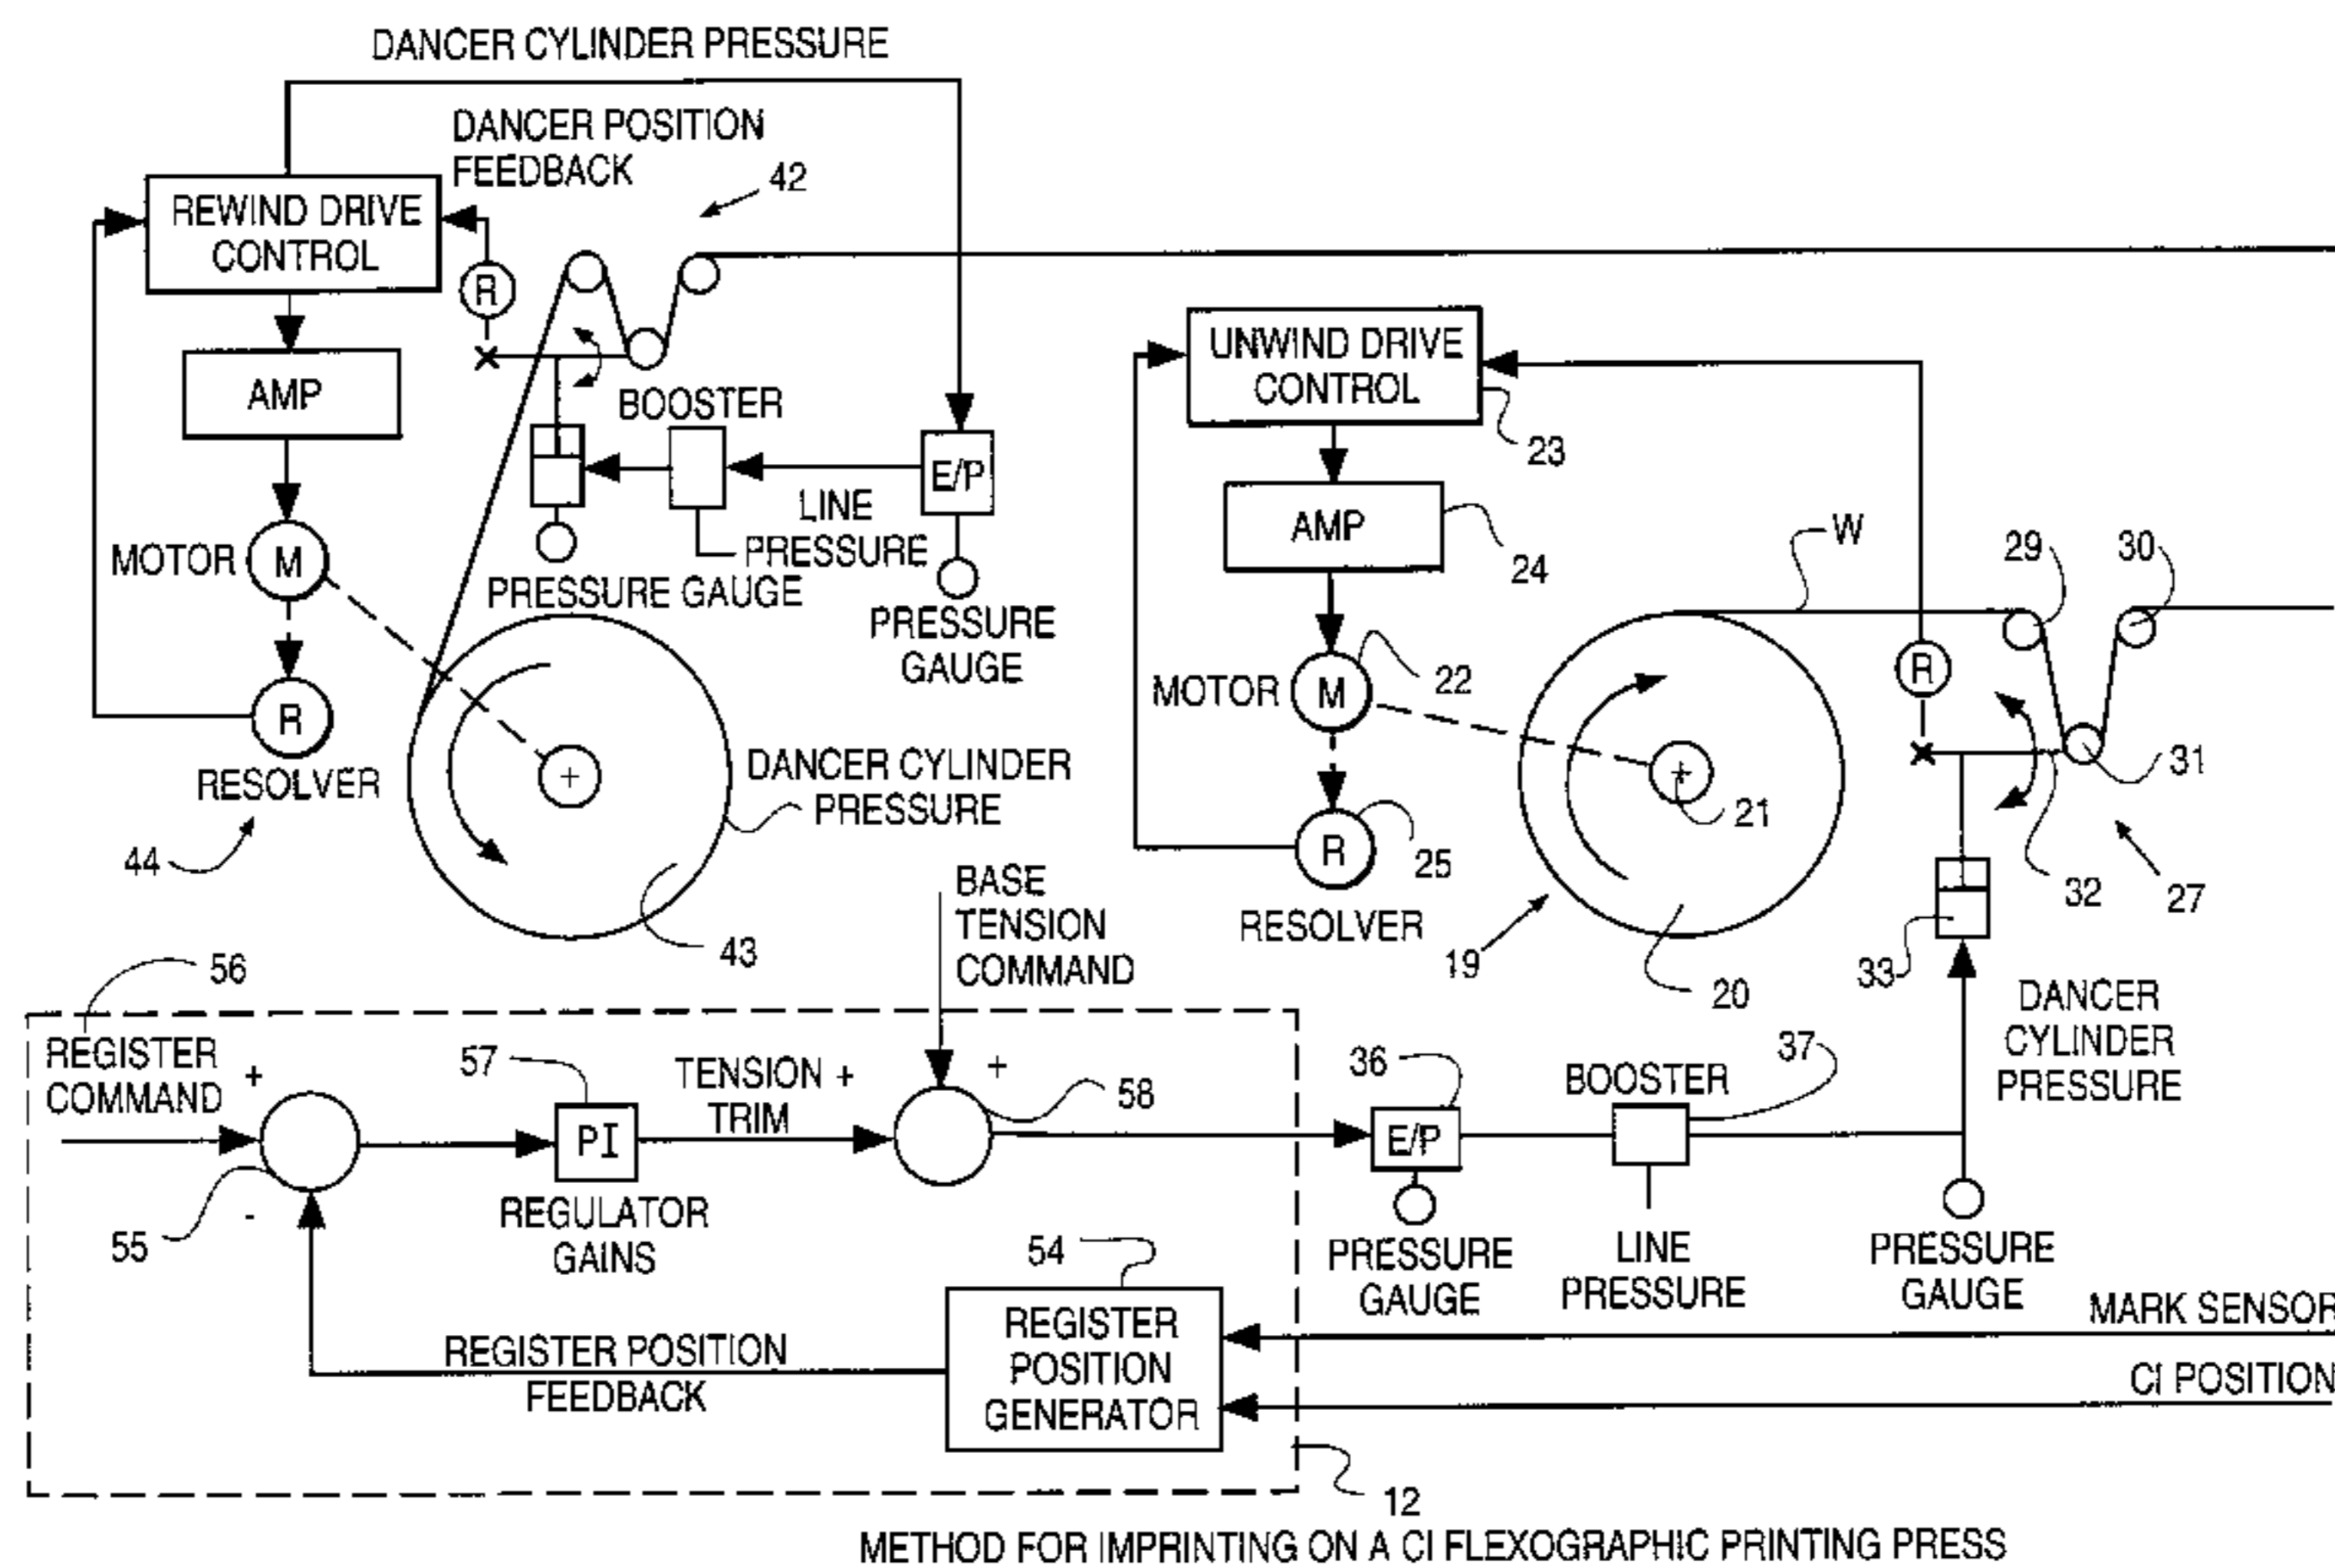 DANCER CYLINDER PRESSURE
DANCER POSITION
FEEDBACK
42
REWIND DRIVE
CONTROL
R
AMP
BOOSTER
E/P
LINE
PRESSURE
MOTOR
M
PRESSURE GAUGE
PRESSURE
GAUGE
R
RESOLVER
44
DANCER CYLINDER
PRESSURE
+
43
UNWIND DRIVE
CONTROL
23
AMP
24
W
29
30
MOTOR
M
22
R
31
+
21
R
25
RESOLVER
19
20
32
27
33
DANCER
CYLINDER
PRESSURE
BASE
TENSION
COMMAND
56
REGISTER
COMMAND
+
57
TENSION +
TRIM
+
58
PI
REGULATOR
GAINS
55
-
36
E/P
BOOSTER
37
PRESSURE
GAUGE
LINE
PRESSURE
PRESSURE
GAUGE
54
REGISTER
POSITION
GENERATOR
REGISTER POSITION
FEEDBACK
MARK SENSOR
CI POSITION
12
METHOD FOR IMPRINTING ON A CI FLEXOGRAPHIC PRINTING PRESS